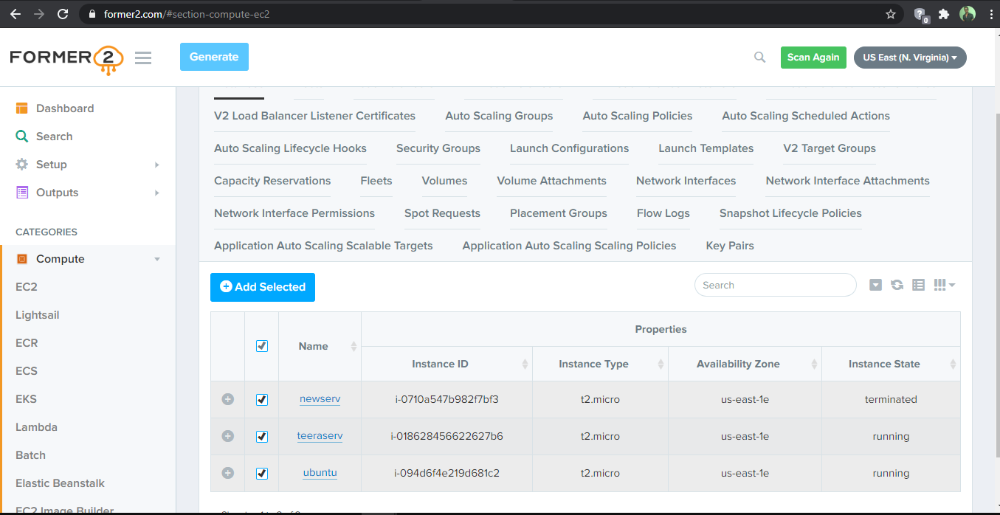 former2.com/#section-compute-ec2
0
FORMER 2
Generate
Scan Again
US East (N. Virginia)
Dashboard
Search
Setup
Outputs
CATEGORIES
Compute
EC2
Lightsail
ECR
ECS
EKS
Lambda
Batch
Elastic Beanstalk
EC2 Image Builder
V2 Load Balancer Listener Certificates Auto Scaling Groups Auto Scaling Policies Auto Scaling Scheduled Actions
Auto Scaling Lifecycle Hooks Security Groups Launch Configurations Launch Templates V2 Target Groups
Capacity Reservations Fleets Volumes Volume Attachments Network Interfaces Network Interface Attachments
Network Interface Permissions Spot Requests Placement Groups Flow Logs Snapshot Lifecycle Policies
Application Auto Scaling Scalable Targets Application Auto Scaling Scaling Policies Key Pairs
Add Selected
Search
Name Properties
Instance ID Instance Type Availability Zone Instance State
newserv i-0710a547b982f7bf3 t2.micro us-east-1e terminated
teeraserv i-018628456622627b6 t2.micro us-east-1e running
ubuntu i-094d6f4e219d681c2 t2.micro us-east-1e running